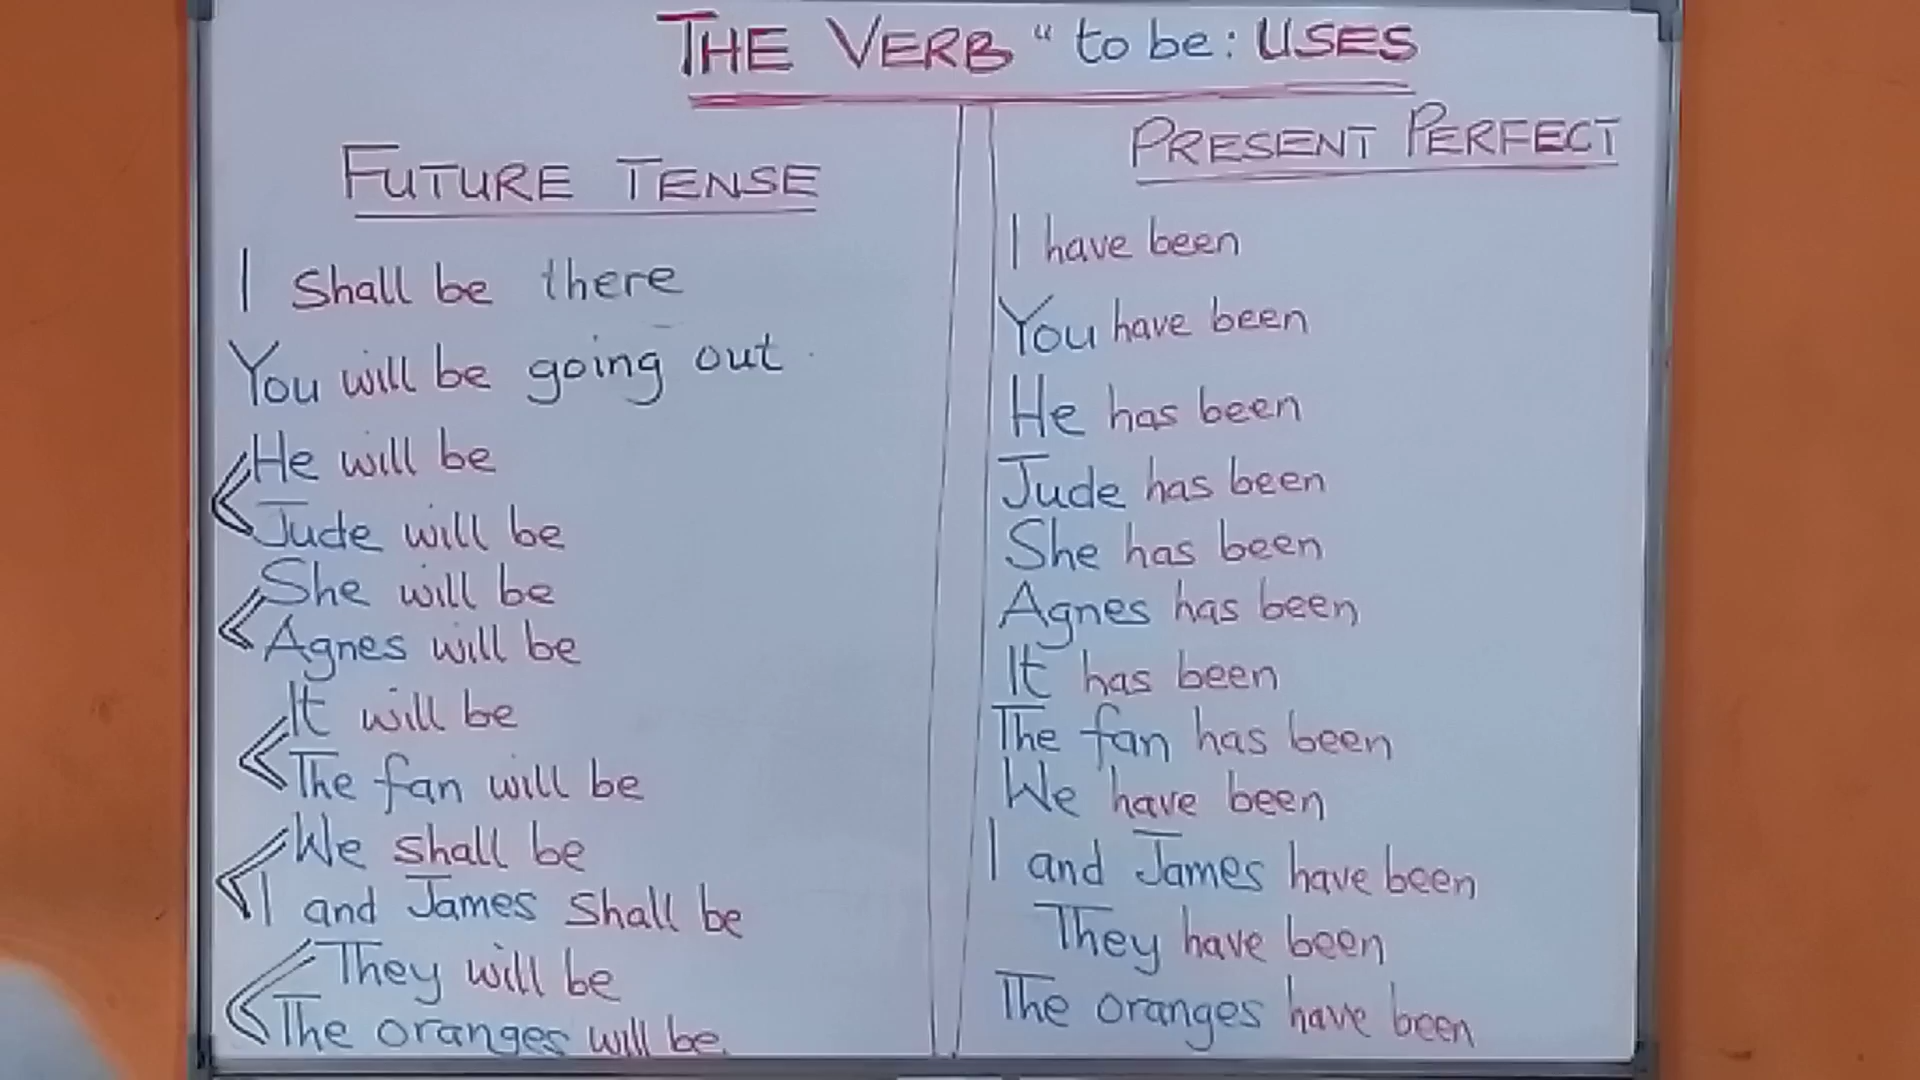 THE VERB "to be: USES
FUTURE TENSE
I shall be there
You will be going out
He will be
Jude will be
She will be
Agnes will be
It will be
The fan will be
We shall be
I and James shall be
They will be
The oranges will be.
PRESENT PERFECT
I have been
You have been
He has been
Jude has been
She has been
Agnes has been
It has been
The fan has been
We have been
I and James have been
They have been
The oranges have been